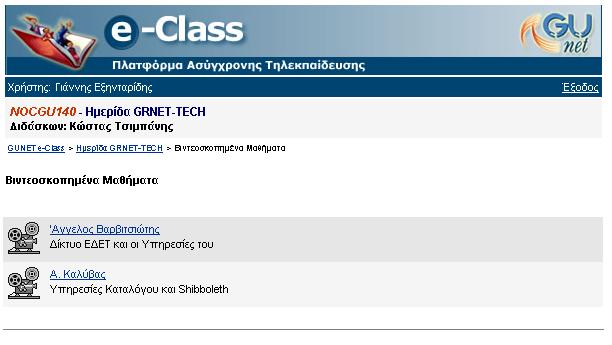 e-Class
GU
net
Πλατφόρμα Ασύγχρονης Τηλεκπαίδευσης
Χρήστης: Γιάννης Εξηνταρίδης Έξοδος
NOCGU140 - Ημερίδα GRNET-TECH
Διδάσκων: Κώστας Τσιμπάνης
GUNET e-Class > Ημερίδα GRNET-TECH > Βιντεοσκοπημένα Μαθήματα
Βιντεοσκοπημένα Μαθήματα
'Αγγελος Βαρβιτσιώτης
Δίκτυο ΕΔΕΤ και οι Υπηρεσίες του
Α. Καλύβας
Υπηρεσίες Καταλόγου και Shibboleth